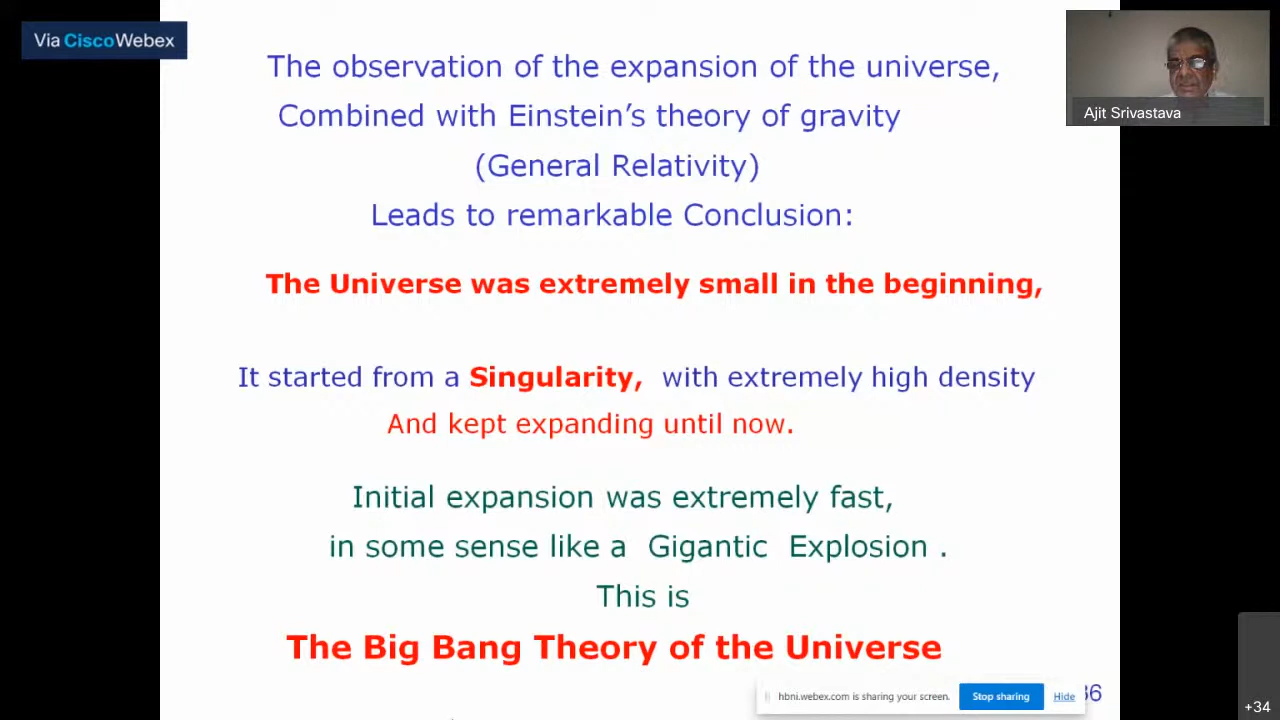 Via CiscoWebex
The observation of the expansion of the universe,
Combined with Einstein’s theory of gravity
(General Relativity)
Leads to remarkable Conclusion:
The Universe was extremely small in the beginning,
It started from a Singularity, with extremely high density
And kept expanding until now.
Initial expansion was extremely fast,
in some sense like a Gigantic Explosion .
This is
The Big Bang Theory of the Universe
Ajit Srivastava
hbni.webex.com is sharing your screen. Stop sharing Hide
+34